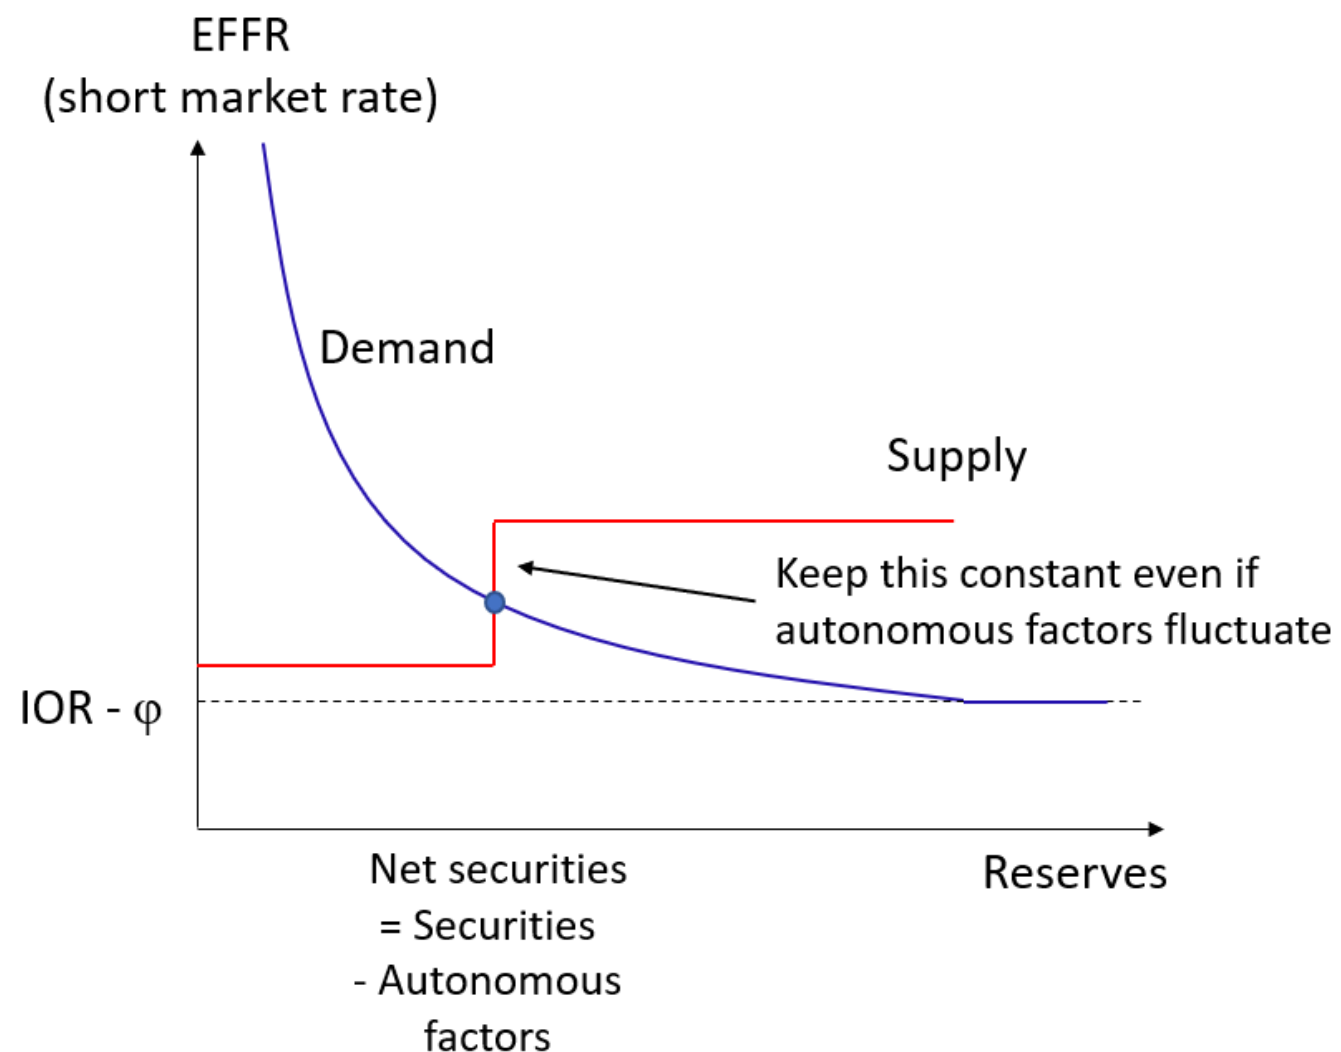 EFFR
(short market rate)
Demand
Supply
Keep this constant even if
autonomous factors fluctuate
IOR - φ
Net securities
= Securities
- Autonomous
factors
Reserves